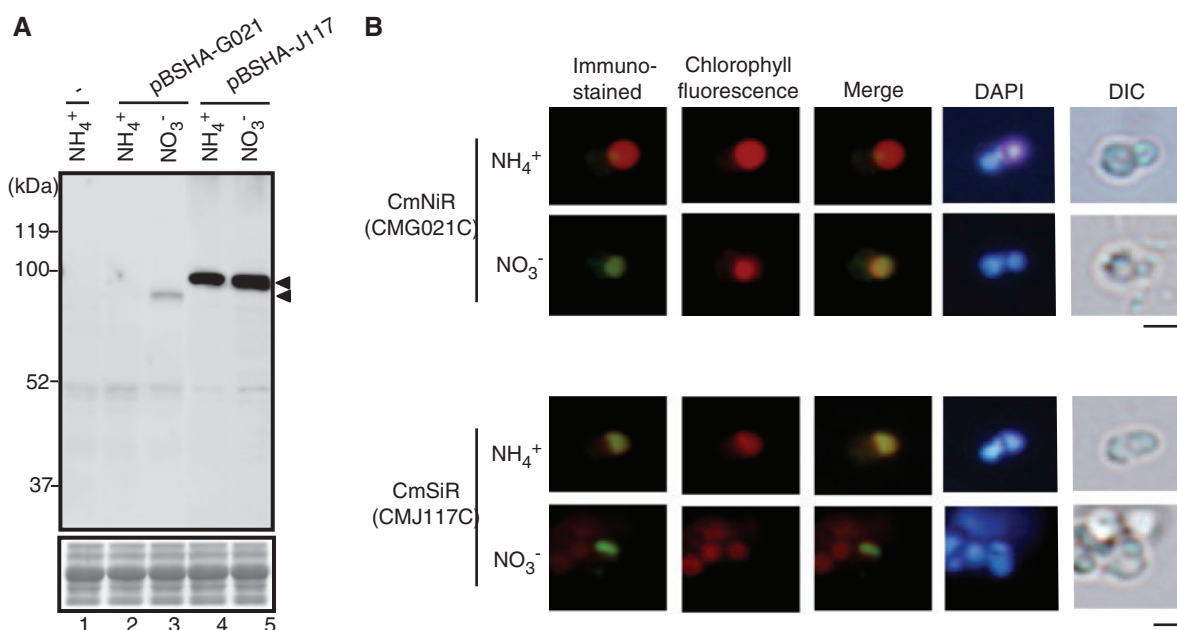 A
-
pBSHA-G021
pBSHA-J117
NH4+
NH4+
NO3-
NH4+
NO3-
(kDa)
119
100
52
37
1 2 3 4 5
B
Immuno-
stained
Chlorophyll
fluorescence
Merge
DAPI
DIC
CmNiR
(CMG021C)
NH4+
NO3-
CmSiR
(CMJ117C)
NH4+
NO3-